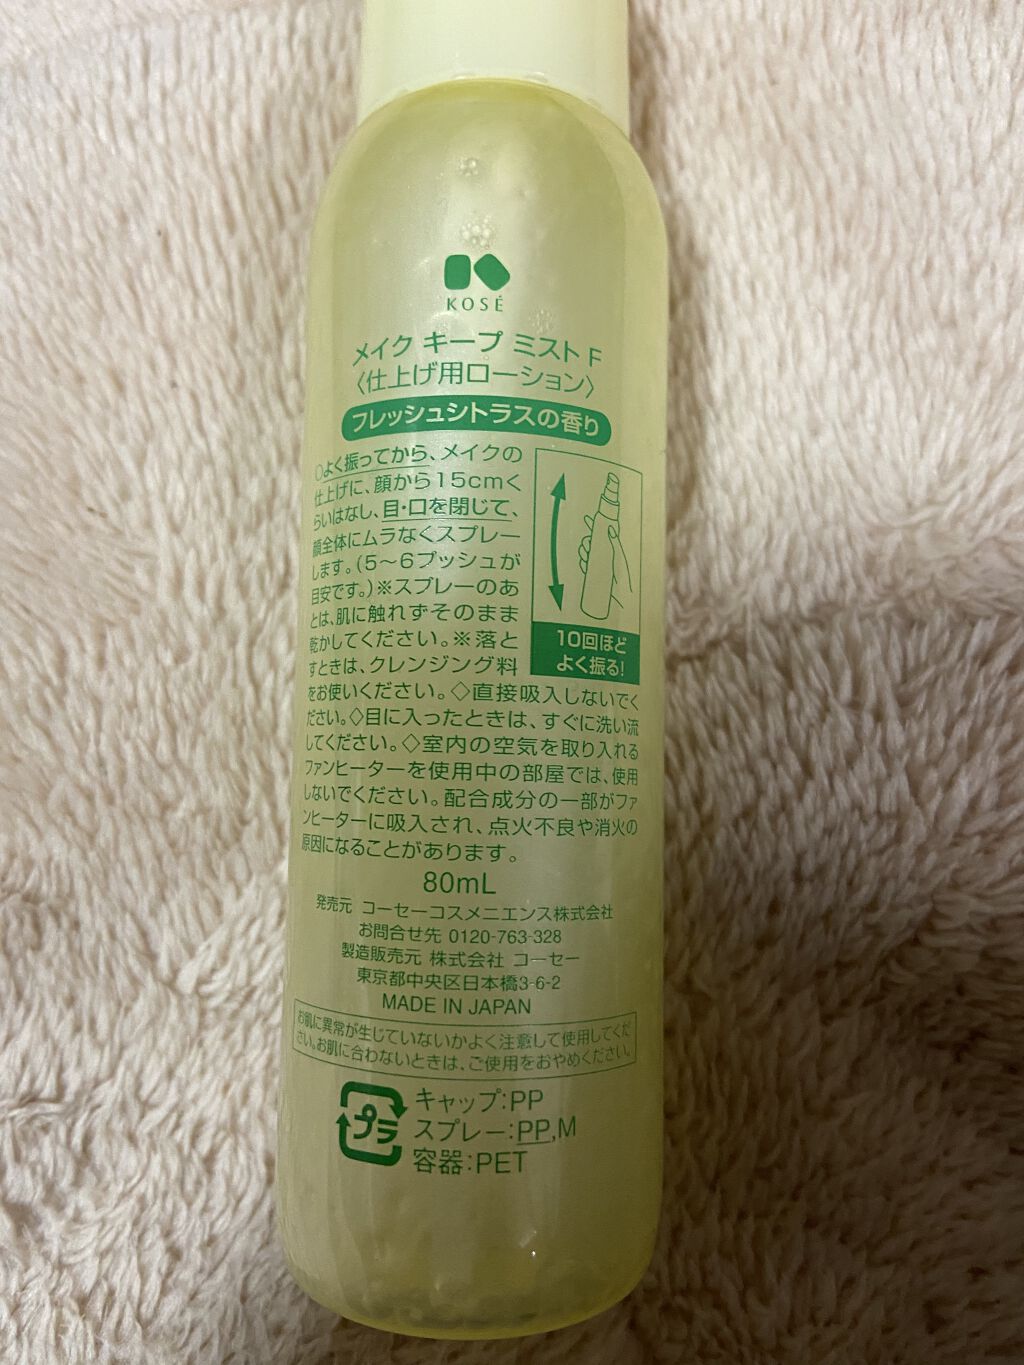 KOSÉ
メイク キープ ミスト F
〈仕上げ用ローション〉
フレッシュシトラスの香り
○よく振ってから、メイクの
仕上げに、顔から15cmく
らいはなし、目・口を閉じて、
顔全体にムラなくスプレー
します。(5〜6プッシュが
目安です。)※スプレーのあ
とは、肌に触れずそのまま
乾かしてください。※落と
すときは、クレンジング料
をお使いください。◇直接吸入しないでく
ださい。◇目に入ったときは、すぐに洗い流
してください。◇室内の空気を取り入れる
ファンヒーターを使用中の部屋では、使用
しないでください。配合成分の一部がファ
ンヒーターに吸入され、点火不良や消火の
原因になることがあります。
10回ほど
よく振る!
80mL
発売元 コーセーコスメニエンス株式会社
お問合せ先 0120-763-328
製造販売元 株式会社 コーセー
東京都中央区日本橋3-6-2
MADE IN JAPAN
お肌に異常が生じていないかよく注意して使用してくだ
さい。お肌に合わないときは、ご使用をおやめください。
プラ
キャップ:PP
スプレー:PP,M
容器:PET